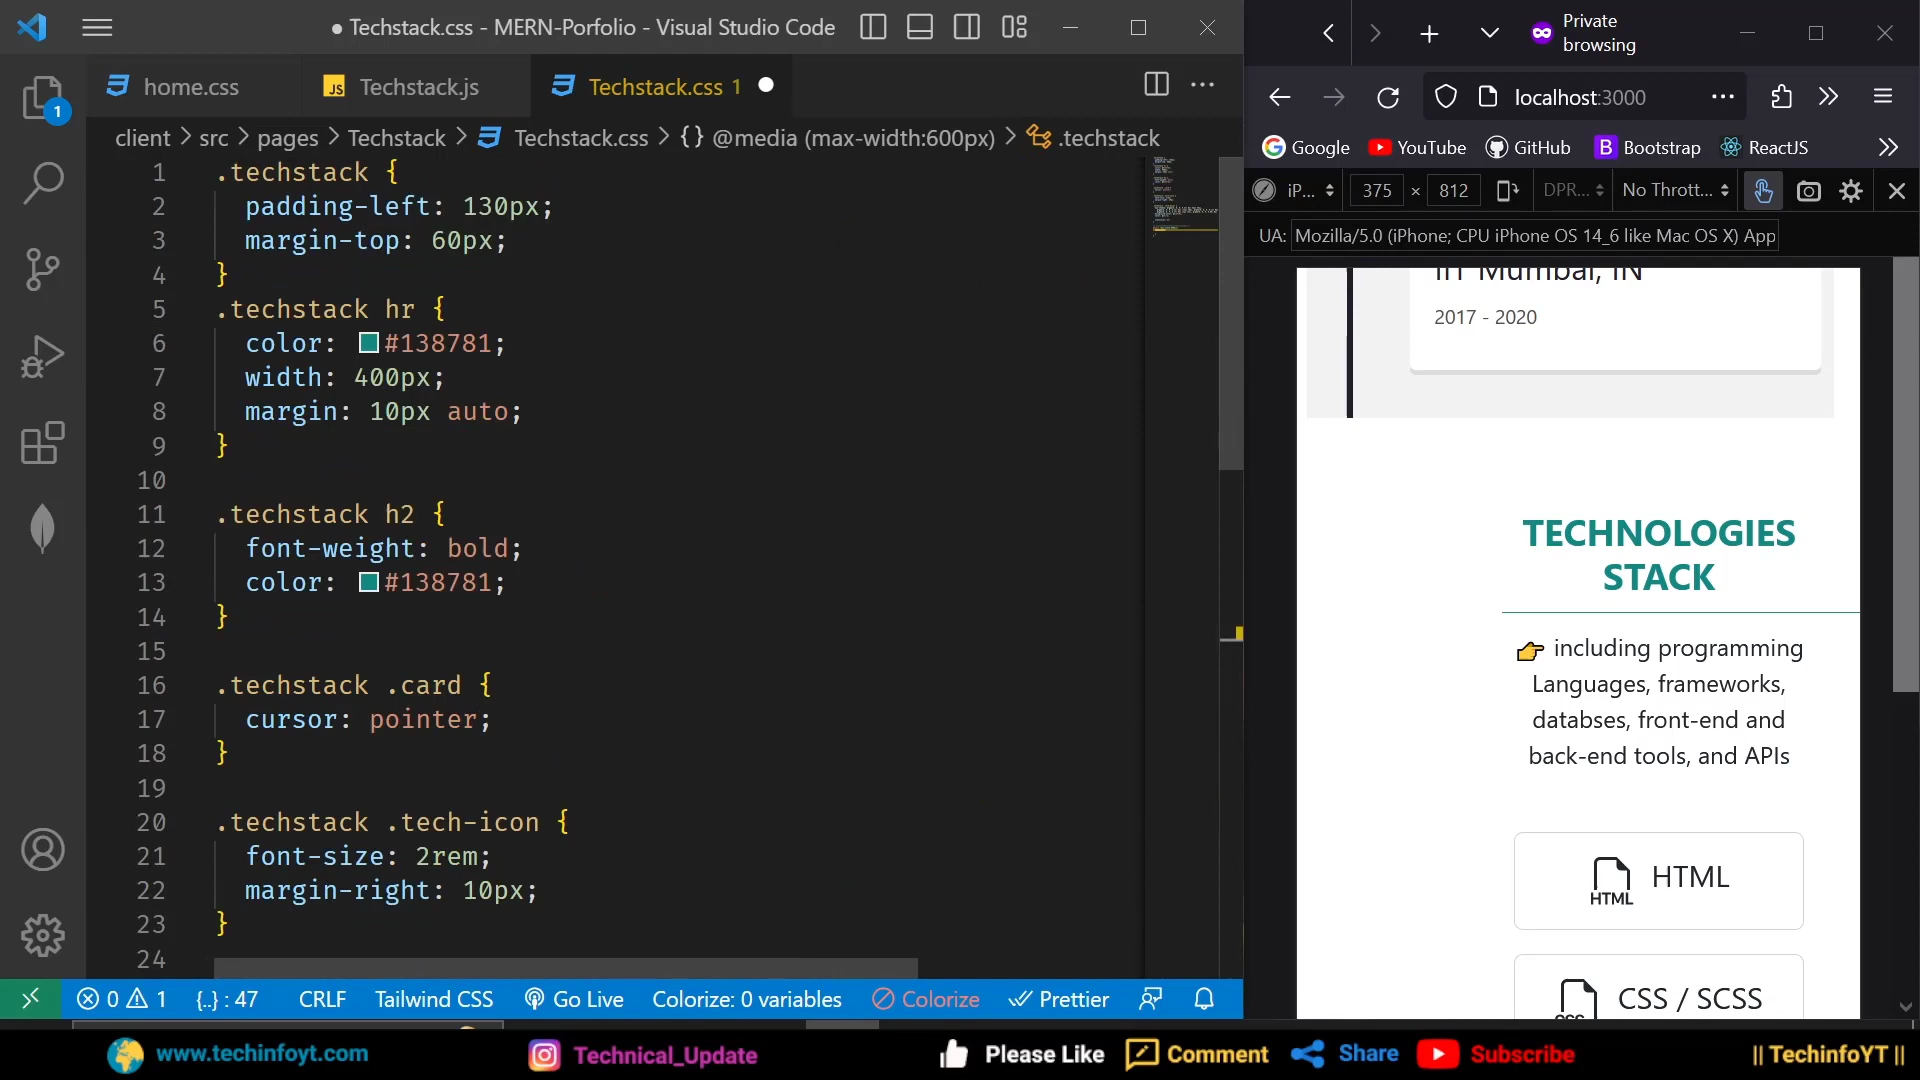 Techstack.css - MERN-Porfolio - Visual Studio Code
home.css
Techstack.js
Techstack.css 1
client > src > pages > Techstack > Techstack.css > {} @media (max-width:600px) > .techstack
1 .techstack {
2 padding-left: 130px;
3 margin-top: 60px;
4 }
5 .techstack hr {
6 color: #138781;
7 width: 400px;
8 margin: 10px auto;
9 }
10
11 .techstack h2 {
12 font-weight: bold;
13 color: #138781;
14 }
15
16 .techstack .card {
17 cursor: pointer;
18 }
19
20 .techstack .tech-icon {
21 font-size: 2rem;
22 margin-right: 10px;
23 }
24
1
0 1 {..} : 47 CRLF Tailwind CSS Go Live Colorize: 0 variables Colorize Prettier
Private browsing
localhost:3000
Google YouTube GitHub Bootstrap ReactJS
iP... 375 × 812 DPR... No Thrott...
UA: Mozilla/5.0 (iPhone; CPU iPhone OS 14_6 like Mac OS X) App
IIT Mumbai, IN
2017 - 2020
TECHNOLOGIES
STACK
👉 including programming
Languages, frameworks,
databses, front-end and
back-end tools, and APIs
HTML HTML
CSS CSS / SCSS
www.techinfoyt.com Technical_Update Please Like Comment Share Subscribe || TechinfoYT ||